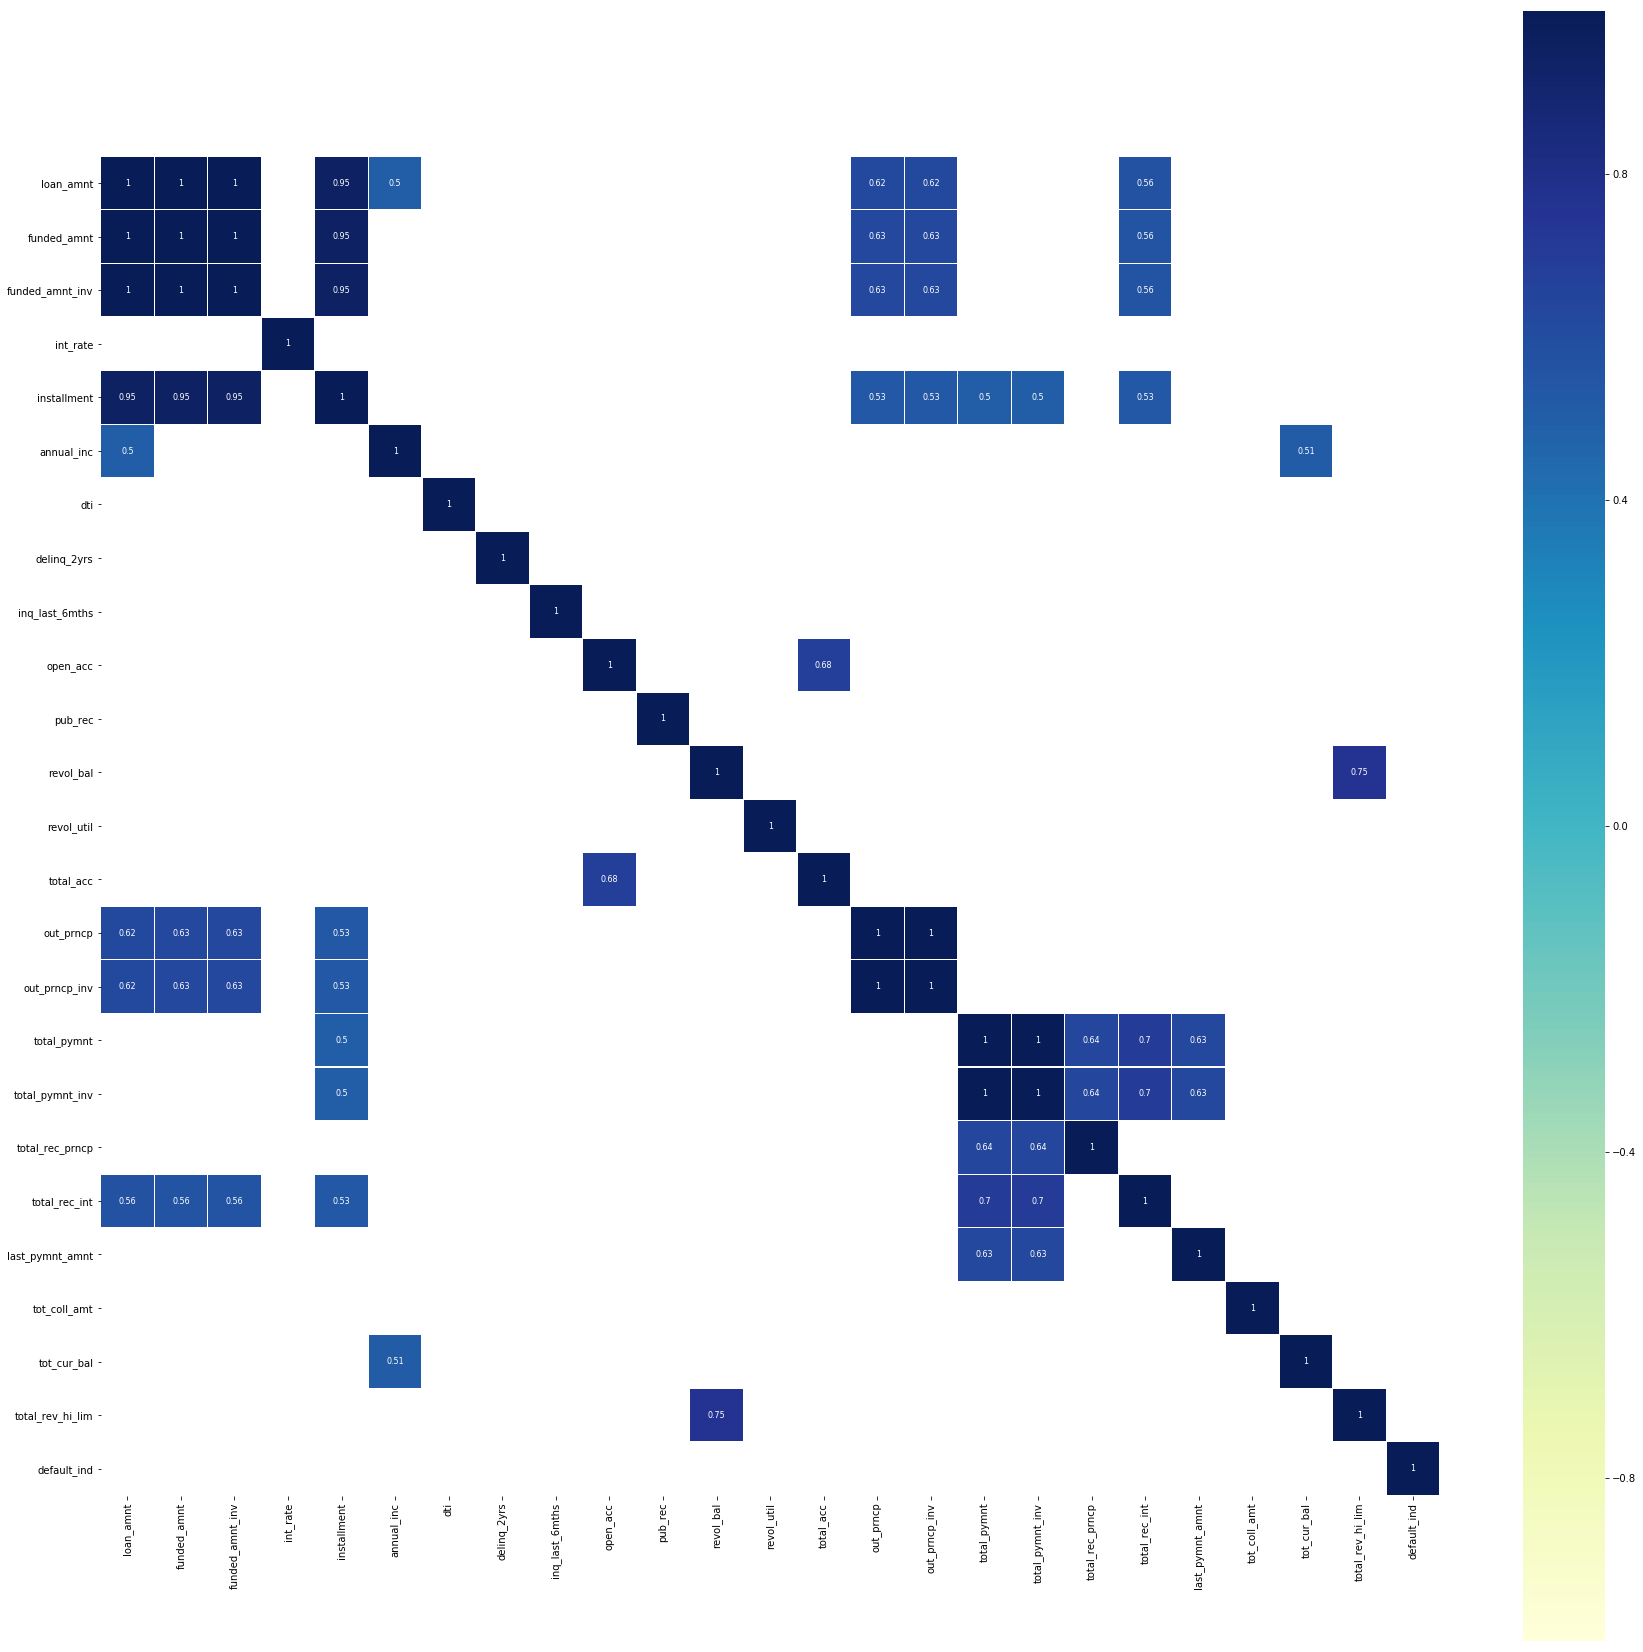 loan_amnt 1 1 1 0.95 0.5 0.62 0.62 0.56
funded_amnt 1 1 1 0.95 0.63 0.63 0.56
funded_amnt_inv 1 1 1 0.95 0.63 0.63 0.56
int_rate 1
installment 0.95 0.95 0.95 1 0.53 0.53 0.5 0.5 0.53
annual_inc 0.5 1 0.51
dti 1
delinq_2yrs 1
inq_last_6mths 1
open_acc 1 0.68
pub_rec 1
revol_bal 1 0.75
revol_util 1
total_acc 0.68 1
out_prncp 0.62 0.63 0.63 0.53 1 1
out_prncp_inv 0.62 0.63 0.63 0.53 1 1
total_pymnt 0.5 1 1 0.64 0.7 0.63
total_pymnt_inv 0.5 1 1 0.64 0.7 0.63
total_rec_prncp 0.64 0.64 1
total_rec_int 0.56 0.56 0.56 0.53 0.7 0.7 1
last_pymnt_amnt 0.63 0.63 1
tot_coll_amt 1
tot_cur_bal 0.51 1
total_rev_hi_lim 0.75 1
default_ind 1
loan_amnt
funded_amnt
funded_amnt_inv
int_rate
installment
annual_inc
dti
delinq_2yrs
inq_last_6mths
open_acc
pub_rec
revol_bal
revol_util
total_acc
out_prncp
out_prncp_inv
total_pymnt
total_pymnt_inv
total_rec_prncp
total_rec_int
last_pymnt_amnt
tot_coll_amt
tot_cur_bal
total_rev_hi_lim
default_ind
0.8
0.4
0.0
−0.4
−0.8